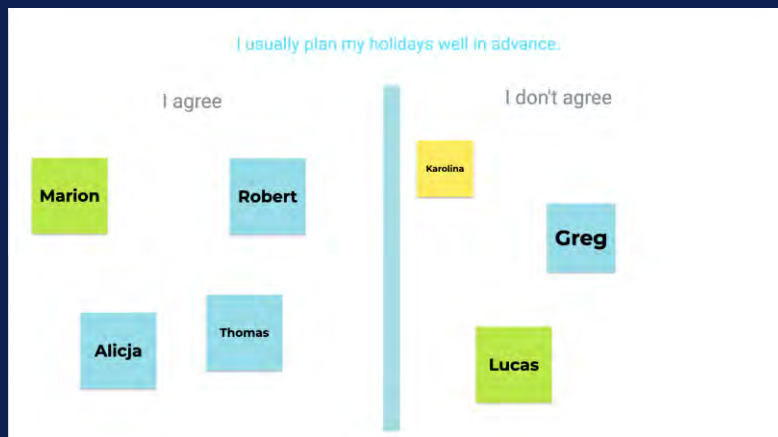 I usually plan my holidays well in advance.
I agree
I don't agree
Marion
Robert
Karolina
Greg
Alicja
Thomas
Lucas